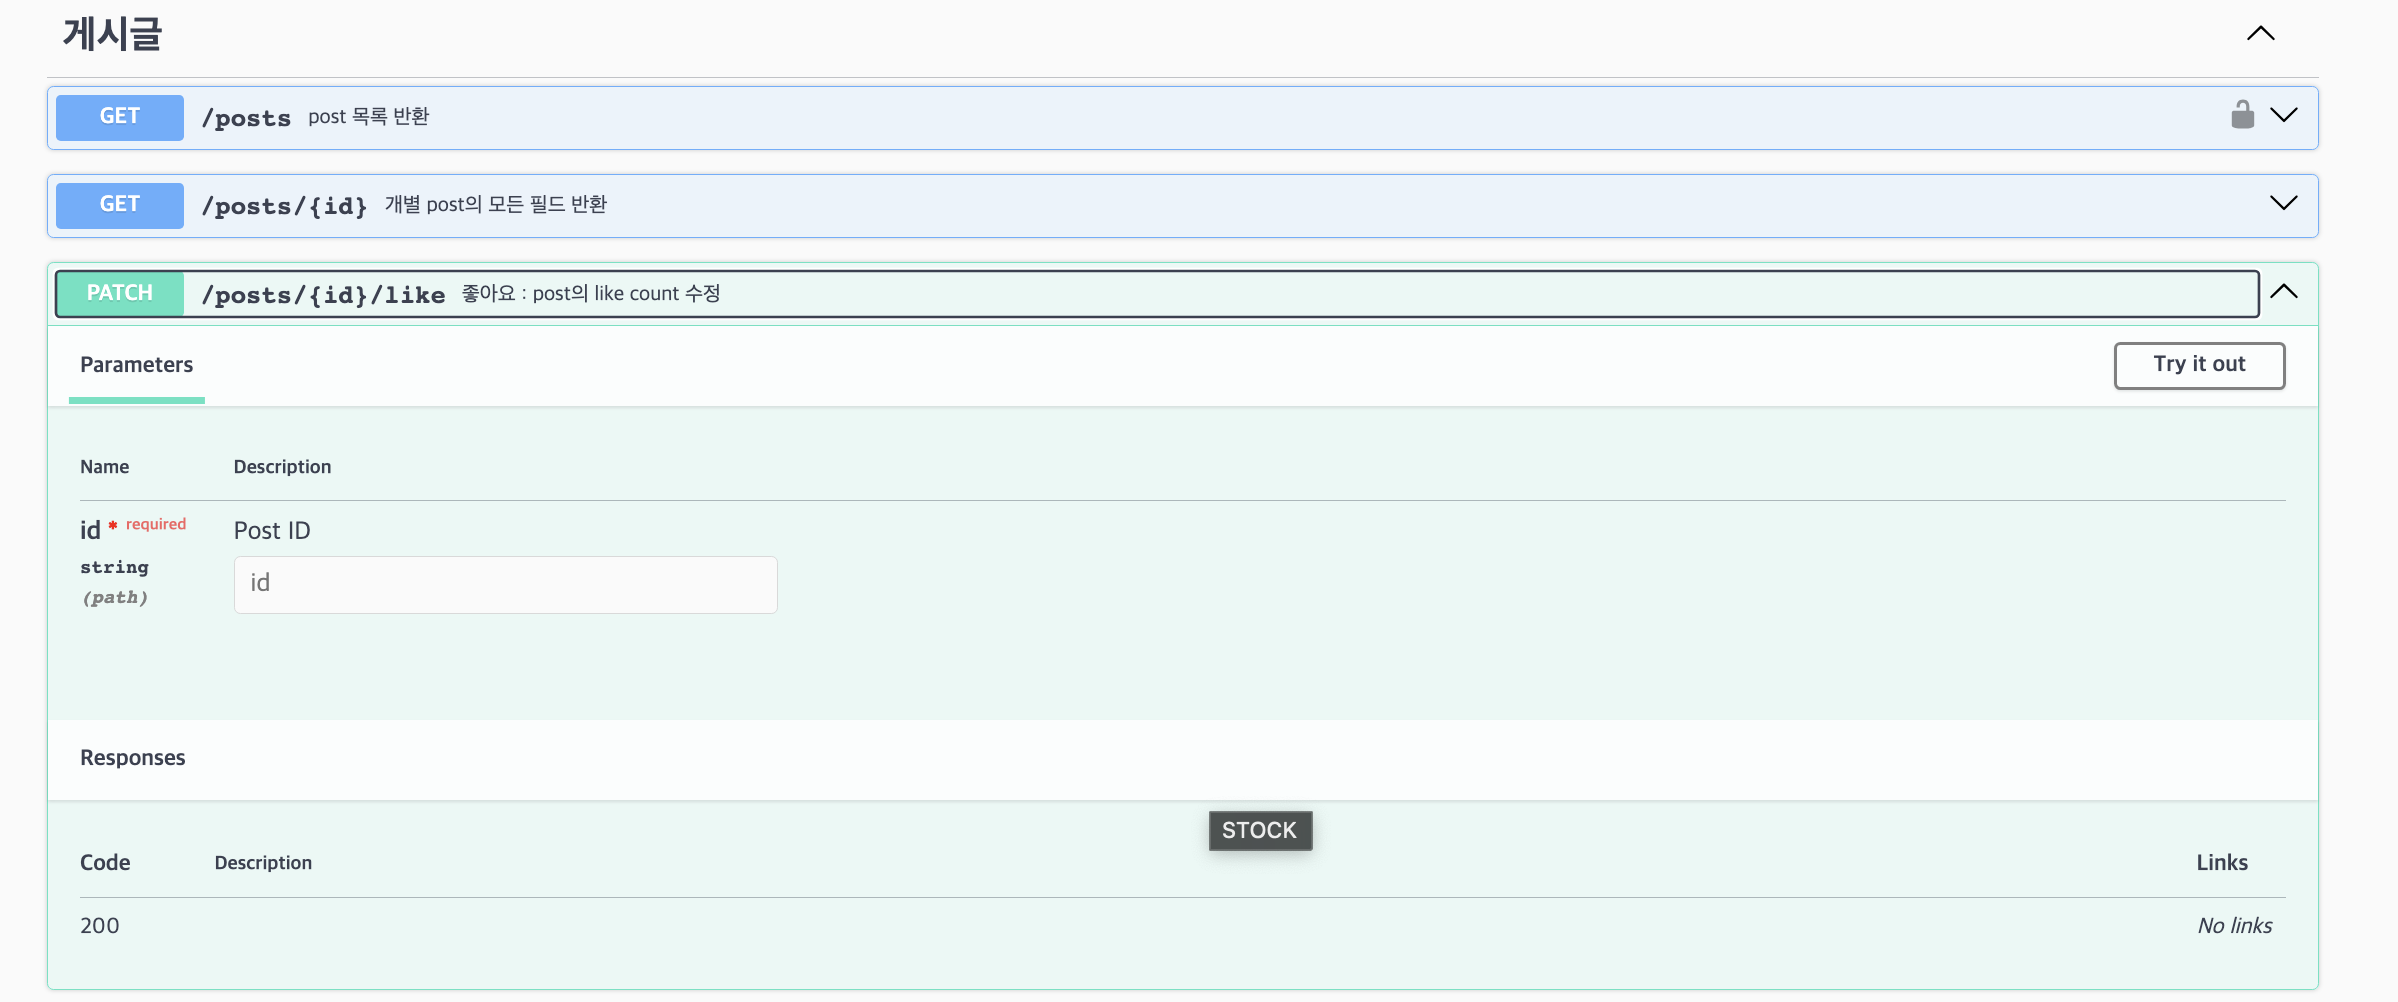 게시글
GET /posts post 목록 반환
GET /posts/{id} 개별 post의 모든 필드 반환
PATCH /posts/{id}/like 좋아요 : post의 like count 수정
Parameters Try it out
Name Description
id * required Post ID
string id
(path)
Responses
STOCK
Code Description Links
200 No links